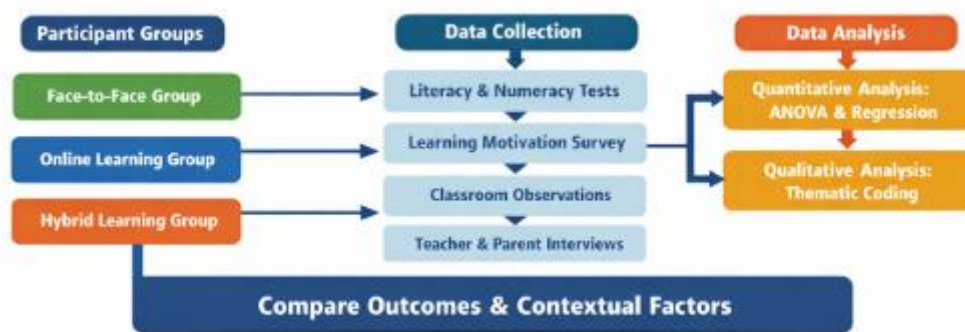 Participant Groups
Face-to-Face Group
Online Learning Group
Hybrid Learning Group
Data Collection
Literacy & Numeracy Tests
Learning Motivation Survey
Classroom Observations
Teacher & Parent Interviews
Data Analysis
Quantitative Analysis:
ANOVA & Regression
Qualitative Analysis:
Thematic Coding
Compare Outcomes & Contextual Factors